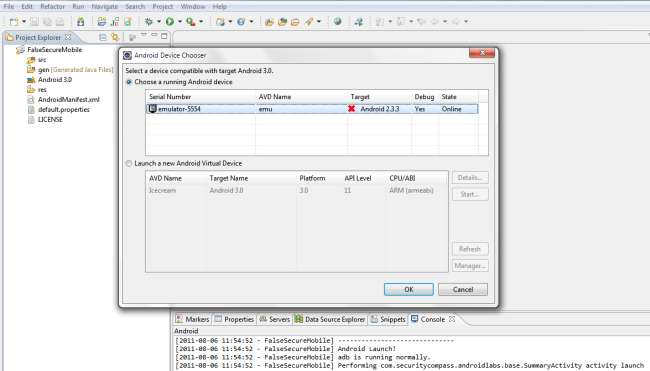 File Edit Refactor Run Navigate Search Project Window Help
Project Explorer
FalseSecureMobile
src
gen [Generated Java Files]
Android 3.0
res
AndroidManifest.xml
default.properties
LICENSE
Android Device Chooser
Select a device compatible with target Android 3.0.
Choose a running Android device
Serial Number AVD Name Target Debug State
emulator-5554 emu Android 2.3.3 Yes Online
Launch a new Android Virtual Device
AVD Name Target Name Platform API Level CPU/ABI
Icecream Android 3.0 3.0 11 ARM (armeabi)
Details...
Start...
Refresh
Manager...
OK Cancel
Markers Properties Servers Data Source Explorer Snippets Console
Android
[2011-08-06 11:54:52 - FalseSecureMobile] ------------------------------
[2011-08-06 11:54:52 - FalseSecureMobile] Android Launch!
[2011-08-06 11:54:52 - FalseSecureMobile] adb is running normally.
[2011-08-06 11:54:52 - FalseSecureMobile] Performing com.securitycompass.androidlabs.base.SummaryActivity activity launch